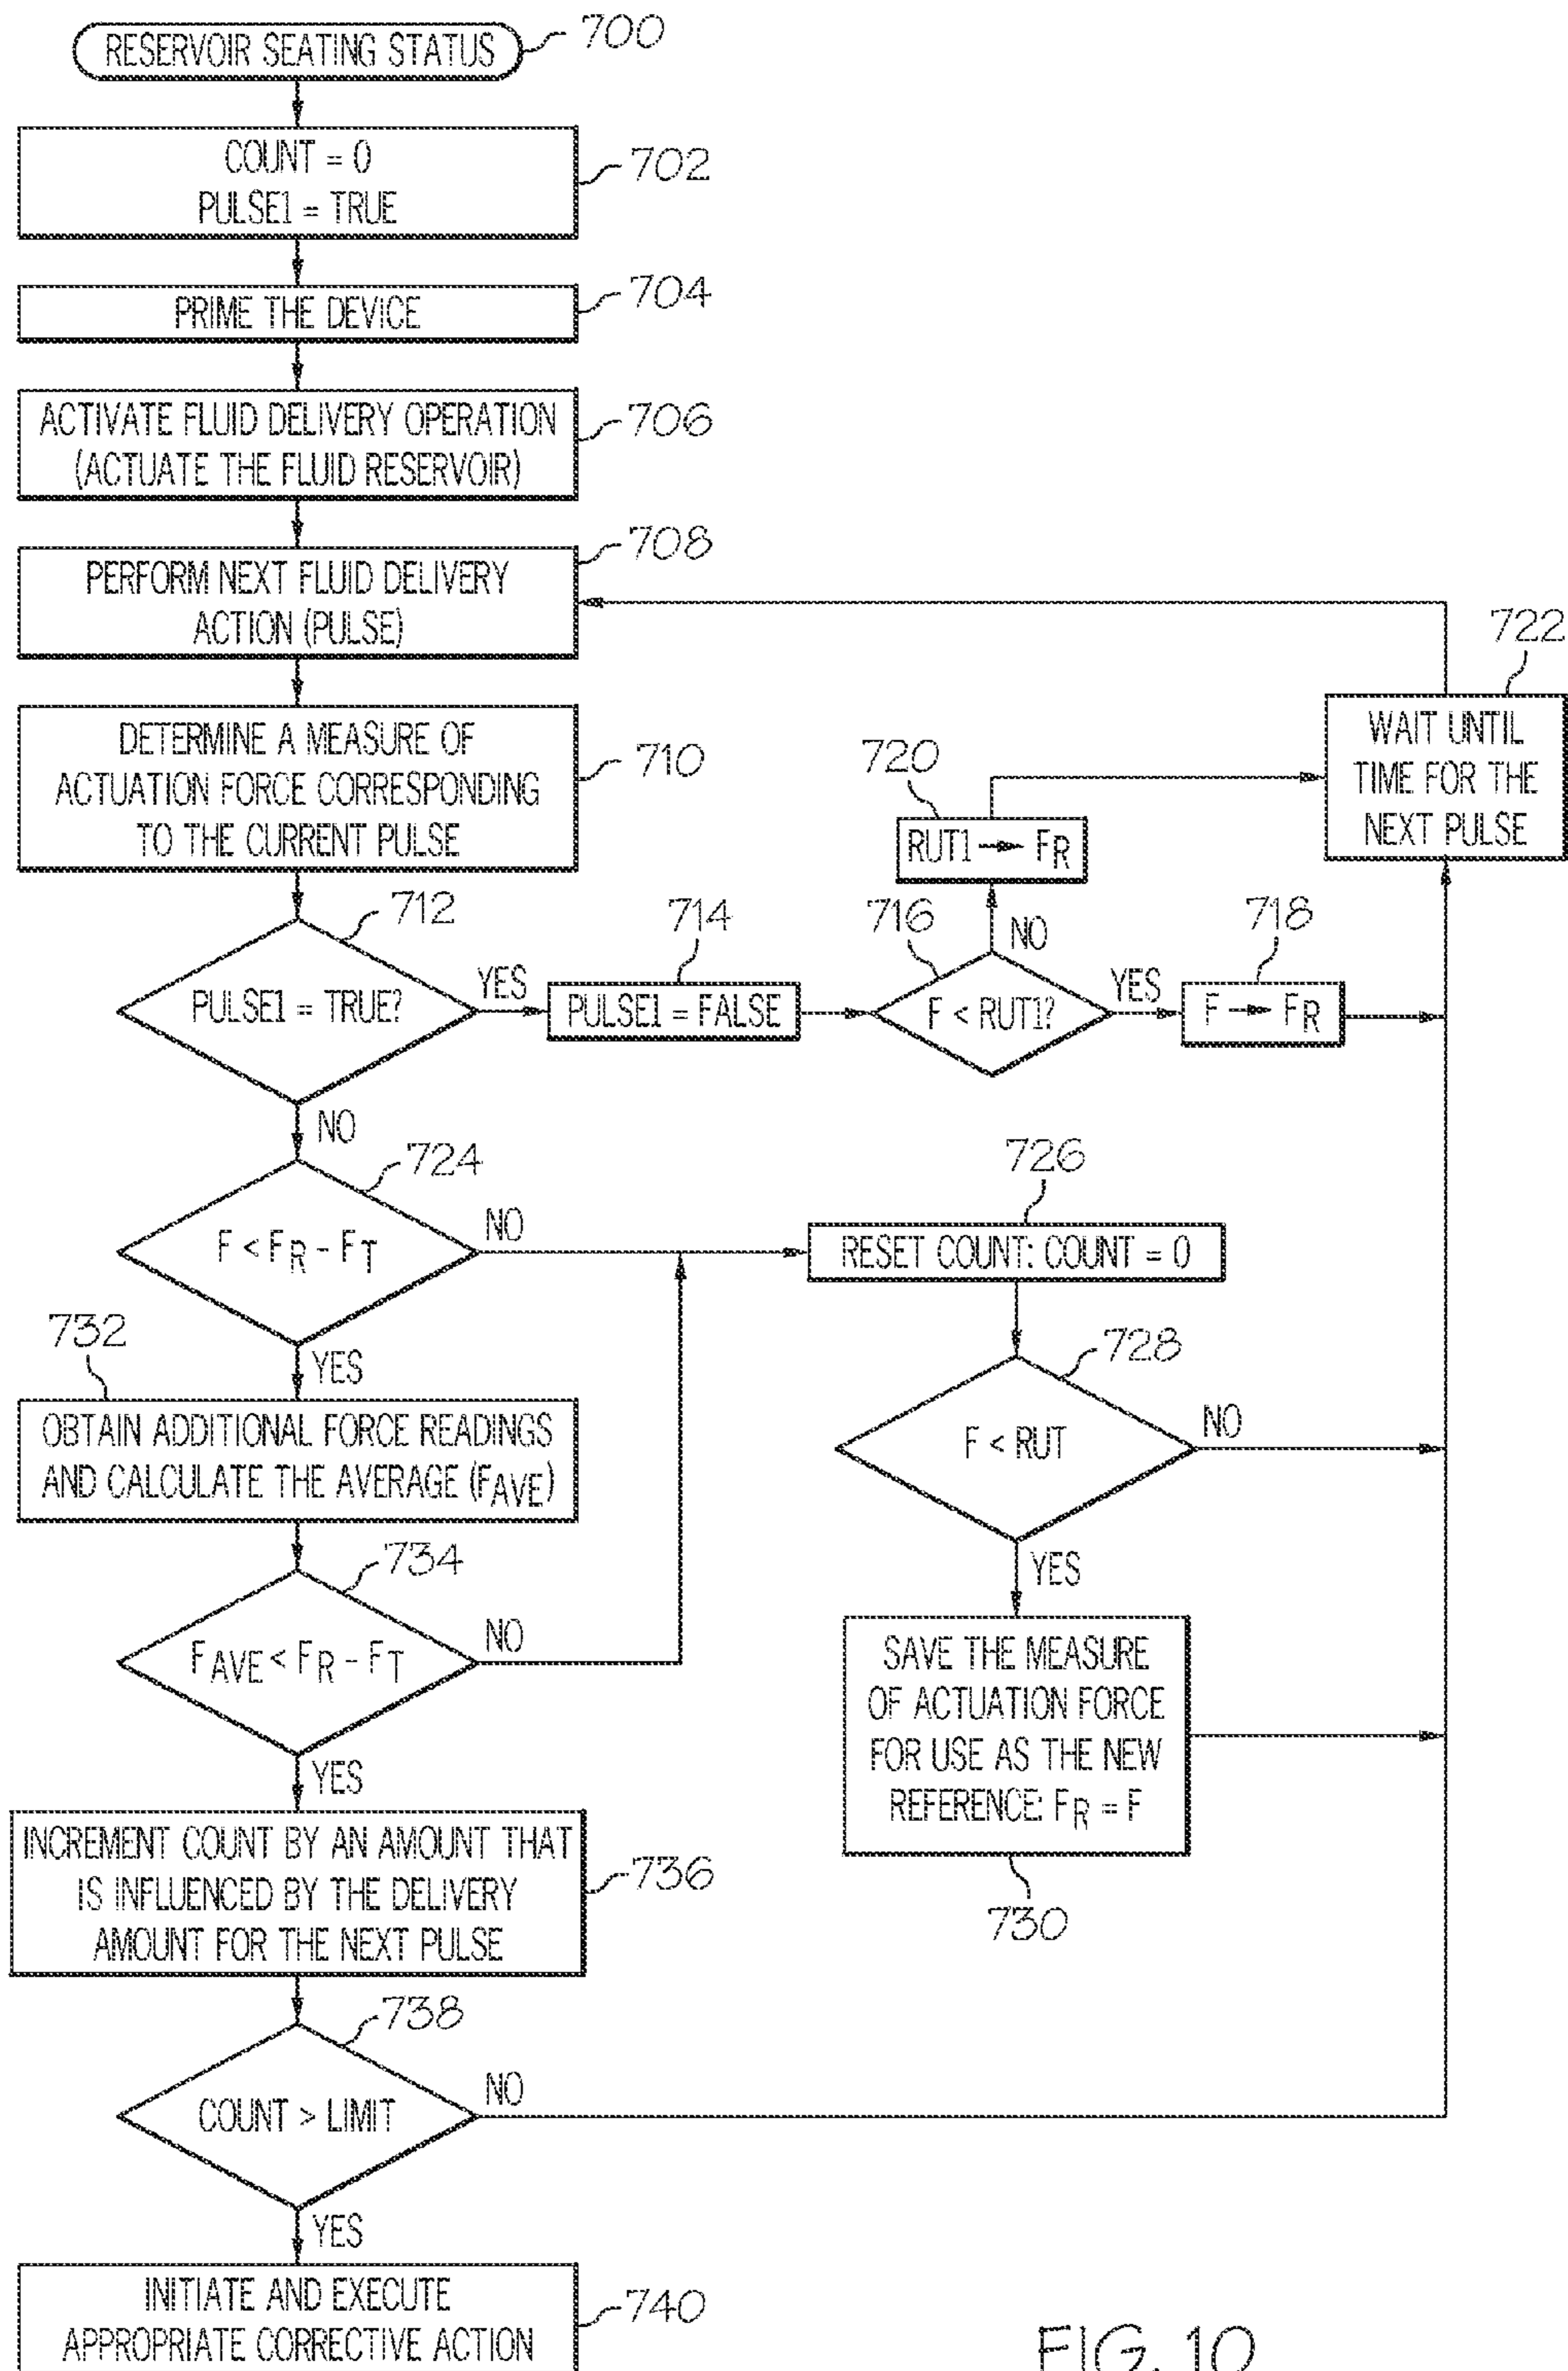 RESERVOIR SEATING STATUS
700
COUNT = 0
PULSE1 = TRUE
702
PRIME THE DEVICE
704
ACTIVATE FLUID DELIVERY OPERATION
(ACTUATE THE FLUID RESERVOIR)
706
708
PERFORM NEXT FLUID DELIVERY
ACTION (PULSE)
722
WAIT UNTIL
TIME FOR THE
NEXT PULSE
DETERMINE A MEASURE OF
ACTUATION FORCE CORRESPONDING
TO THE CURRENT PULSE
710
720
RUT1 → FR
712
PULSE1 = TRUE?
YES
714
PULSE1 = FALSE
716
NO
F < RUT1?
YES
718
F → FR
NO
724
F < FR - FT
NO
726
RESET COUNT: COUNT = 0
YES
732
OBTAIN ADDITIONAL FORCE READINGS
AND CALCULATE THE AVERAGE (FAVE)
728
F < RUT
NO
YES
734
FAVE < FR - FT
NO
SAVE THE MEASURE
OF ACTUATION FORCE
FOR USE AS THE NEW
REFERENCE: FR = F
730
YES
INCREMENT COUNT BY AN AMOUNT THAT
IS INFLUENCED BY THE DELIVERY
AMOUNT FOR THE NEXT PULSE
736
738
COUNT > LIMIT
NO
YES
INITIATE AND EXECUTE
APPROPRIATE CORRECTIVE ACTION
740
FIG. 10